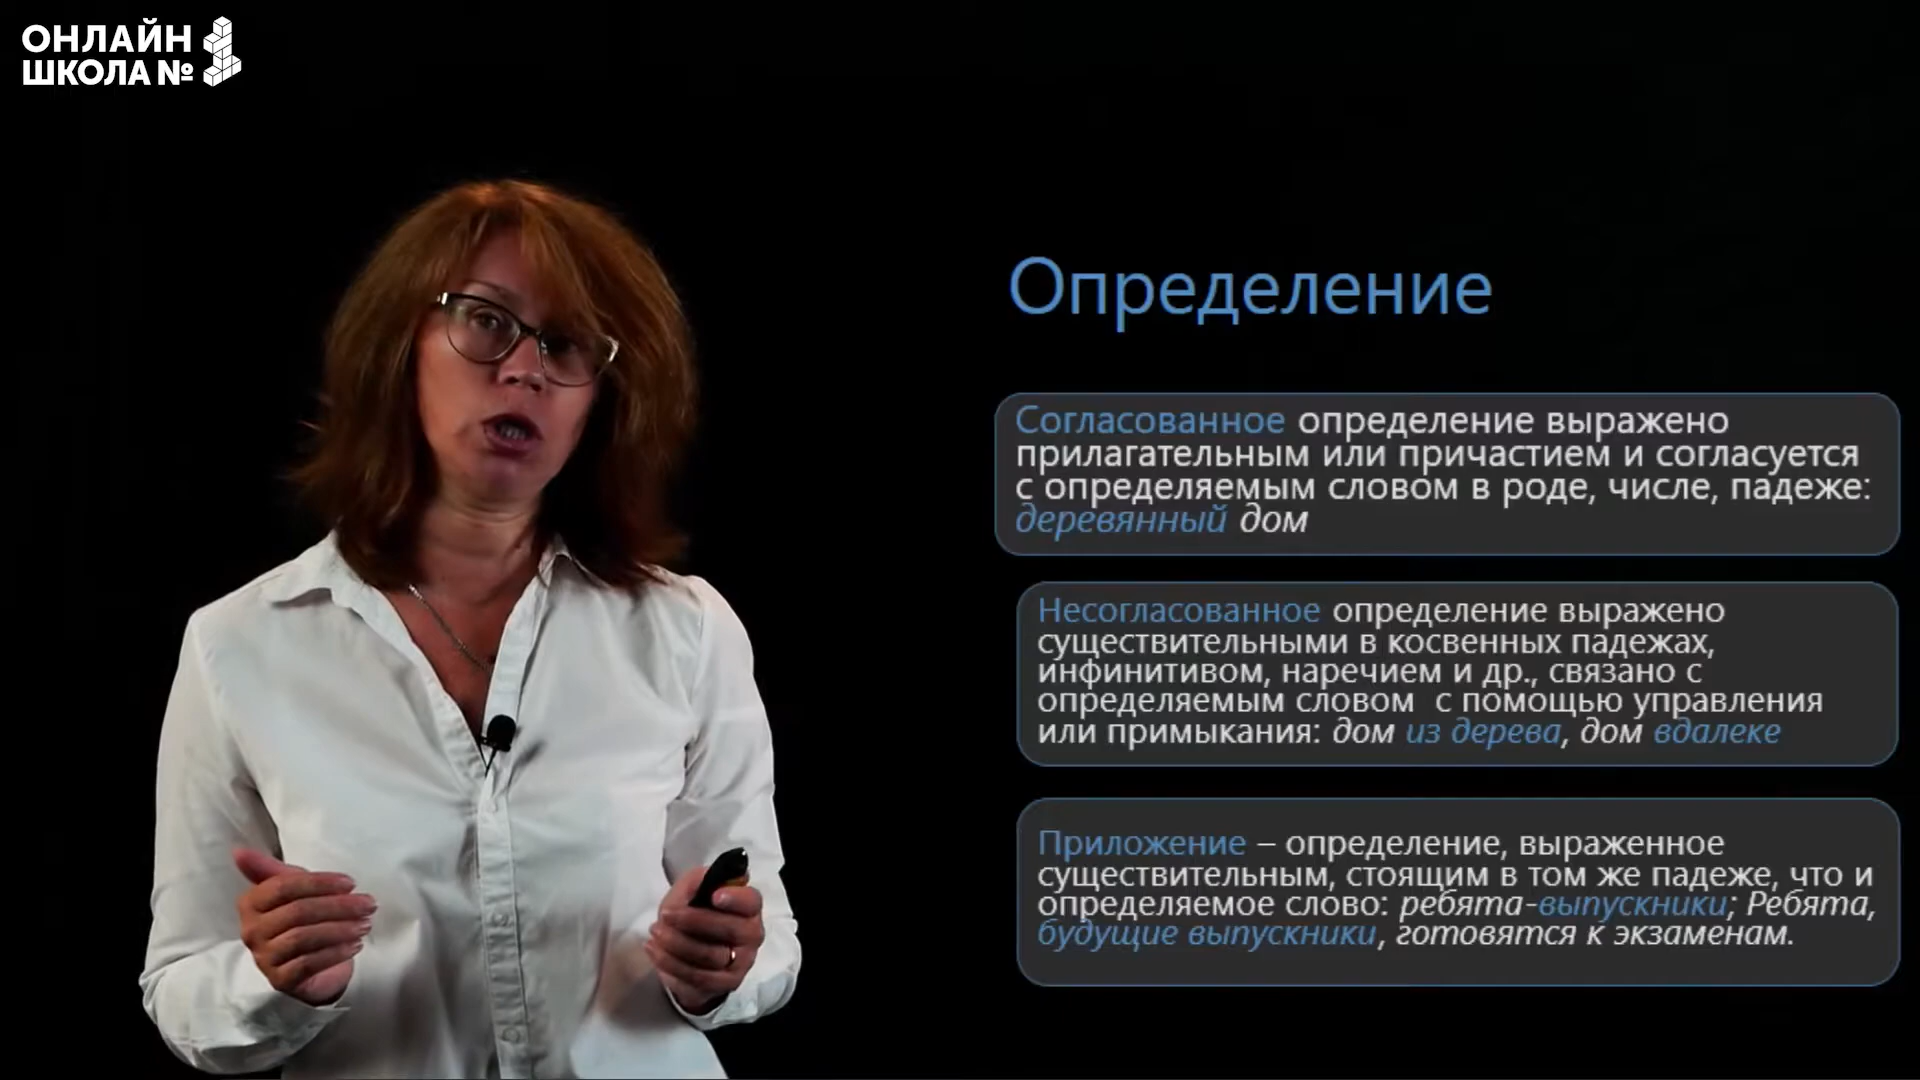 ОНЛАЙН
ШКОЛА №1
Определение
Согласованное определение выражено
прилагательным или причастием и согласуется
с определяемым словом в роде, числе, падеже:
деревянный дом
Несогласованное определение выражено
существительными в косвенных падежах,
инфинитивом, наречием и др., связано с
определяемым словом с помощью управления
или примыкания: дом из дерева, дом вдалеке
Приложение – определение, выраженное
существительным, стоящим в том же падеже, что и
определяемое слово: ребята-выпускники; Ребята,
будущие выпускники, готовятся к экзаменам.